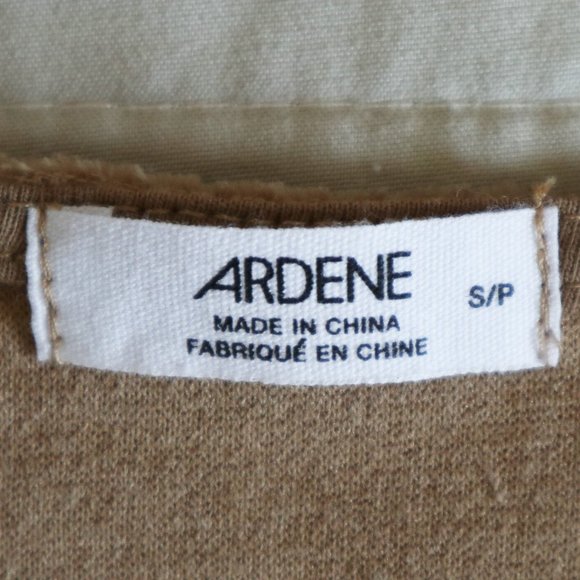 ARDENE
S/P
MADE IN CHINA
FABRIQUÉ EN CHINE